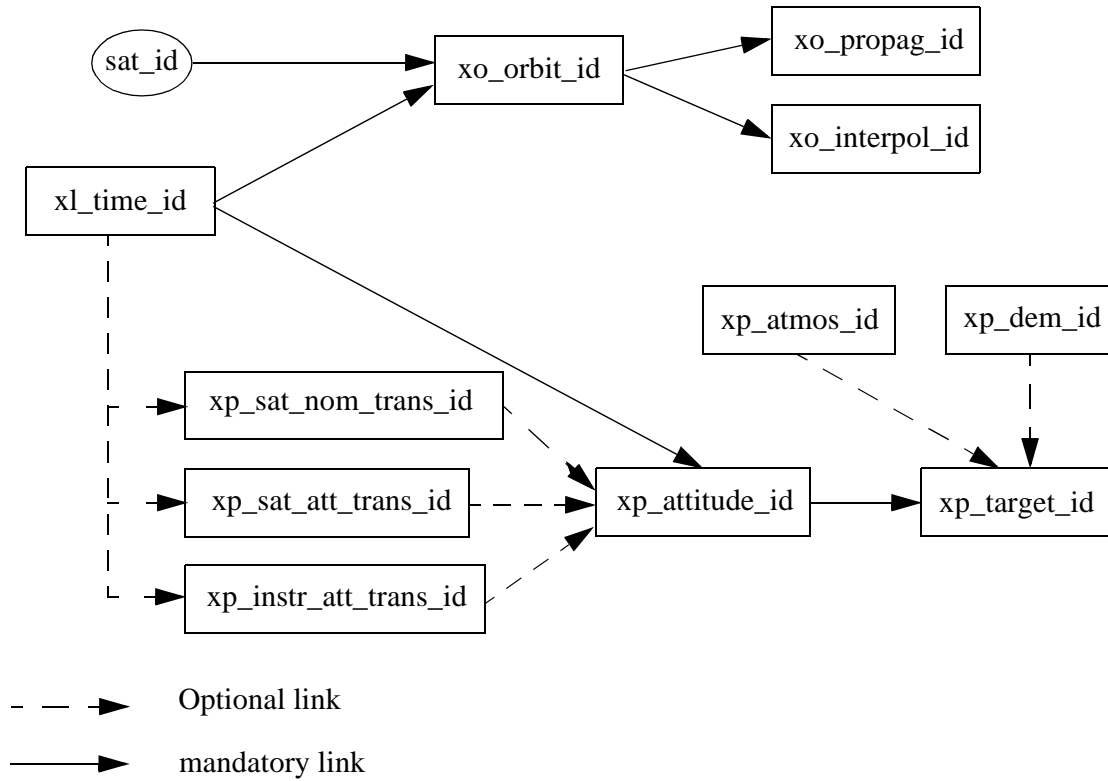 sat_id
xo_orbit_id
xo_propag_id
xo_interpol_id
xl_time_id
xp_atmos_id
xp_dem_id
xp_sat_nom_trans_id
xp_sat_att_trans_id
xp_attitude_id
xp_target_id
xp_instr_att_trans_id
Optional link
mandatory link